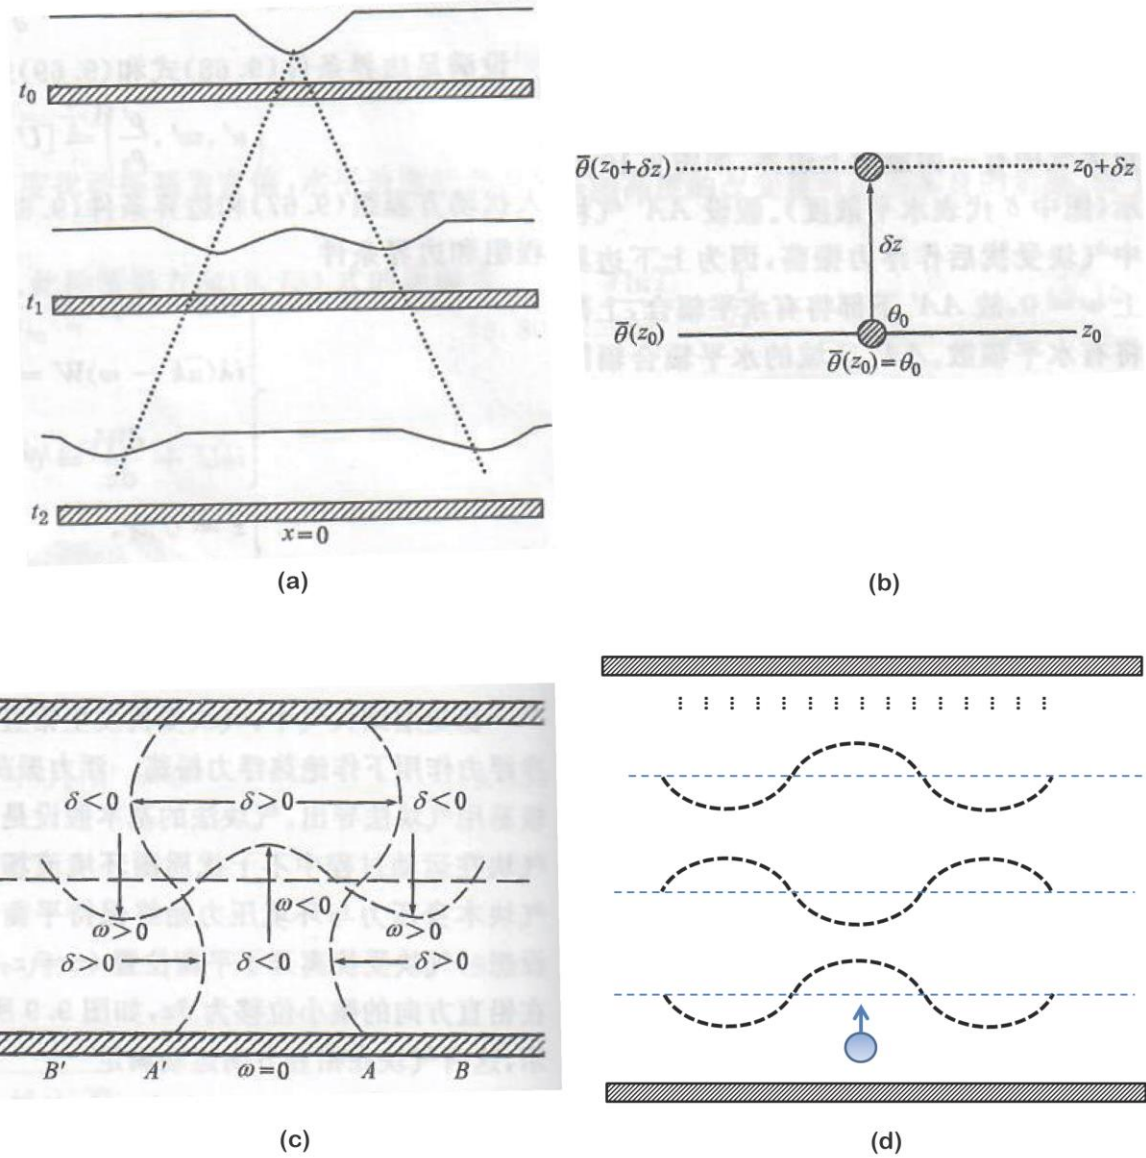 t₀
t₁
t₂
x=0
(a)
θ̅(z₀+δz)
z₀+δz
δz
θ₀
θ̅(z₀)
z₀
θ̅(z₀)=θ₀
(b)
δ<0
δ>0
δ<0
ω<0
ω>0
ω>0
δ>0
δ<0
δ>0
B′
A′
ω=0
A
B
(c)
(d)